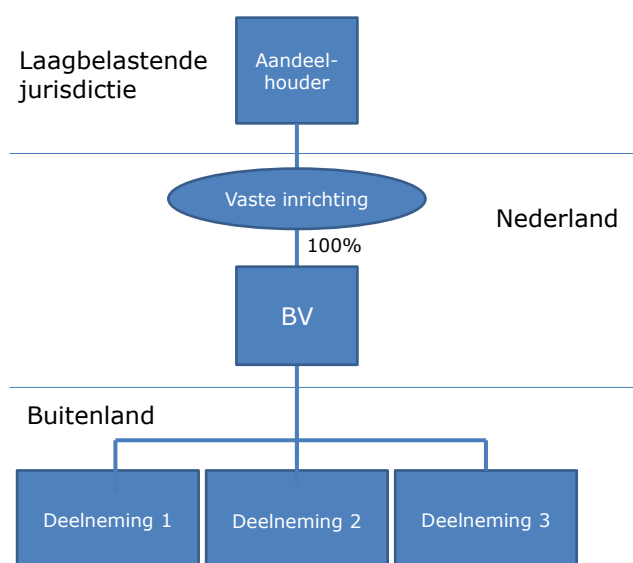 Laagbelastende
jurisdictie
Aandeel-
houder
Vaste inrichting
Nederland
100%
BV
Buitenland
Deelneming 1
Deelneming 2
Deelneming 3